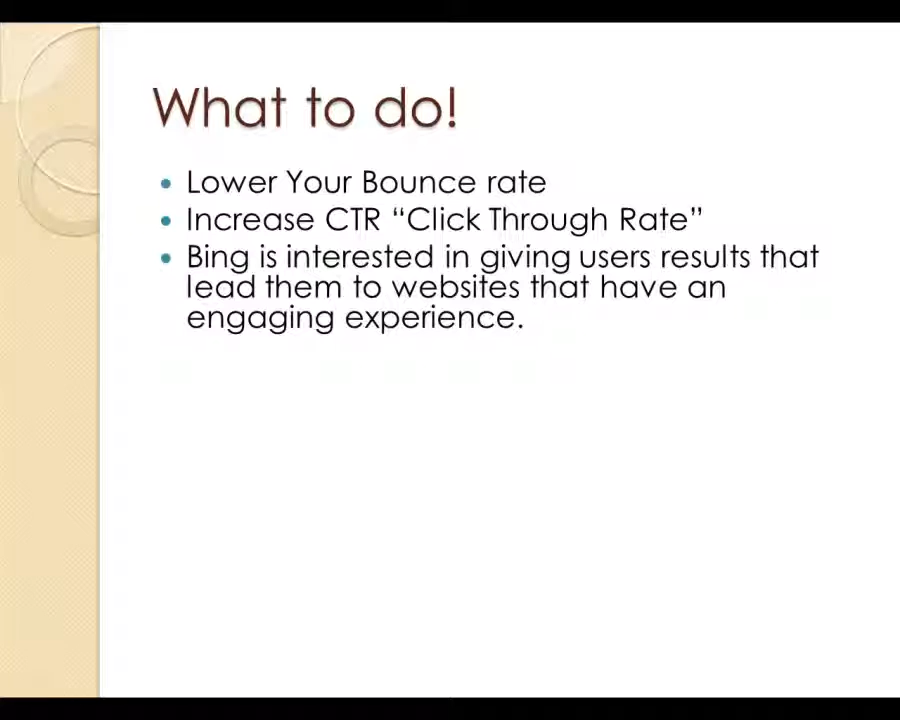 What to do!
Lower Your Bounce rate
Increase CTR “Click Through Rate”
Bing is interested in giving users results that
lead them to websites that have an
engaging experience.